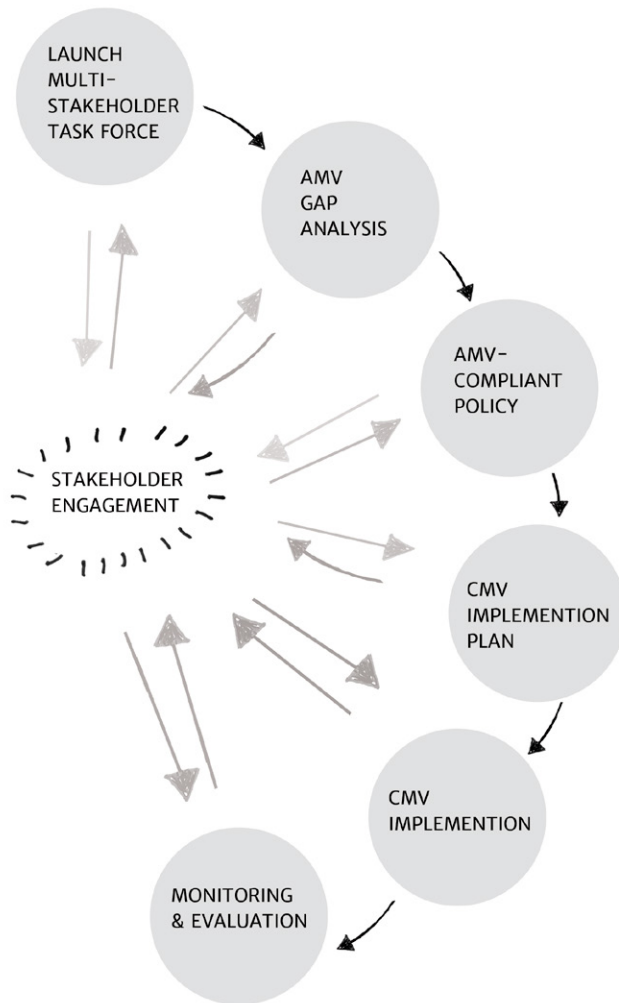 LAUNCH
MULTI-
STAKEHOLDER
TASK FORCE
AMV
GAP
ANALYSIS
AMV-
COMPLIANT
POLICY
STAKEHOLDER
ENGAGEMENT
CMV
IMPLEMENTION
PLAN
CMV
IMPLEMENTION
MONITORING
& EVALUATION